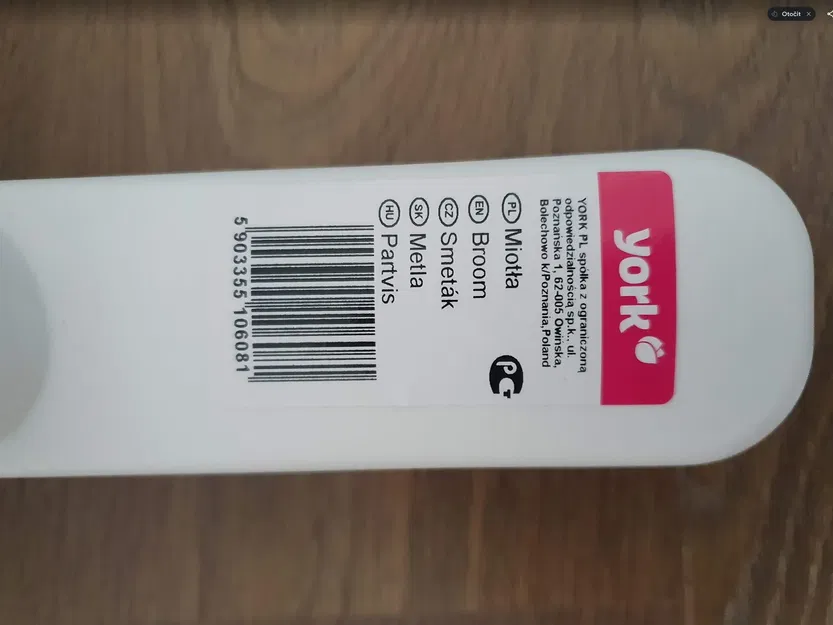 Otočit
york
YORK PL spółka z ograniczoną
odpowiedzialnością sp.k., ul.
Poznańska 1, 62-005 Owińska,
Bolechowo k/Poznania,Poland
PL Miotła
EN Broom
CZ Smeták
SK Metla
HU Partvis
5 903355 106081